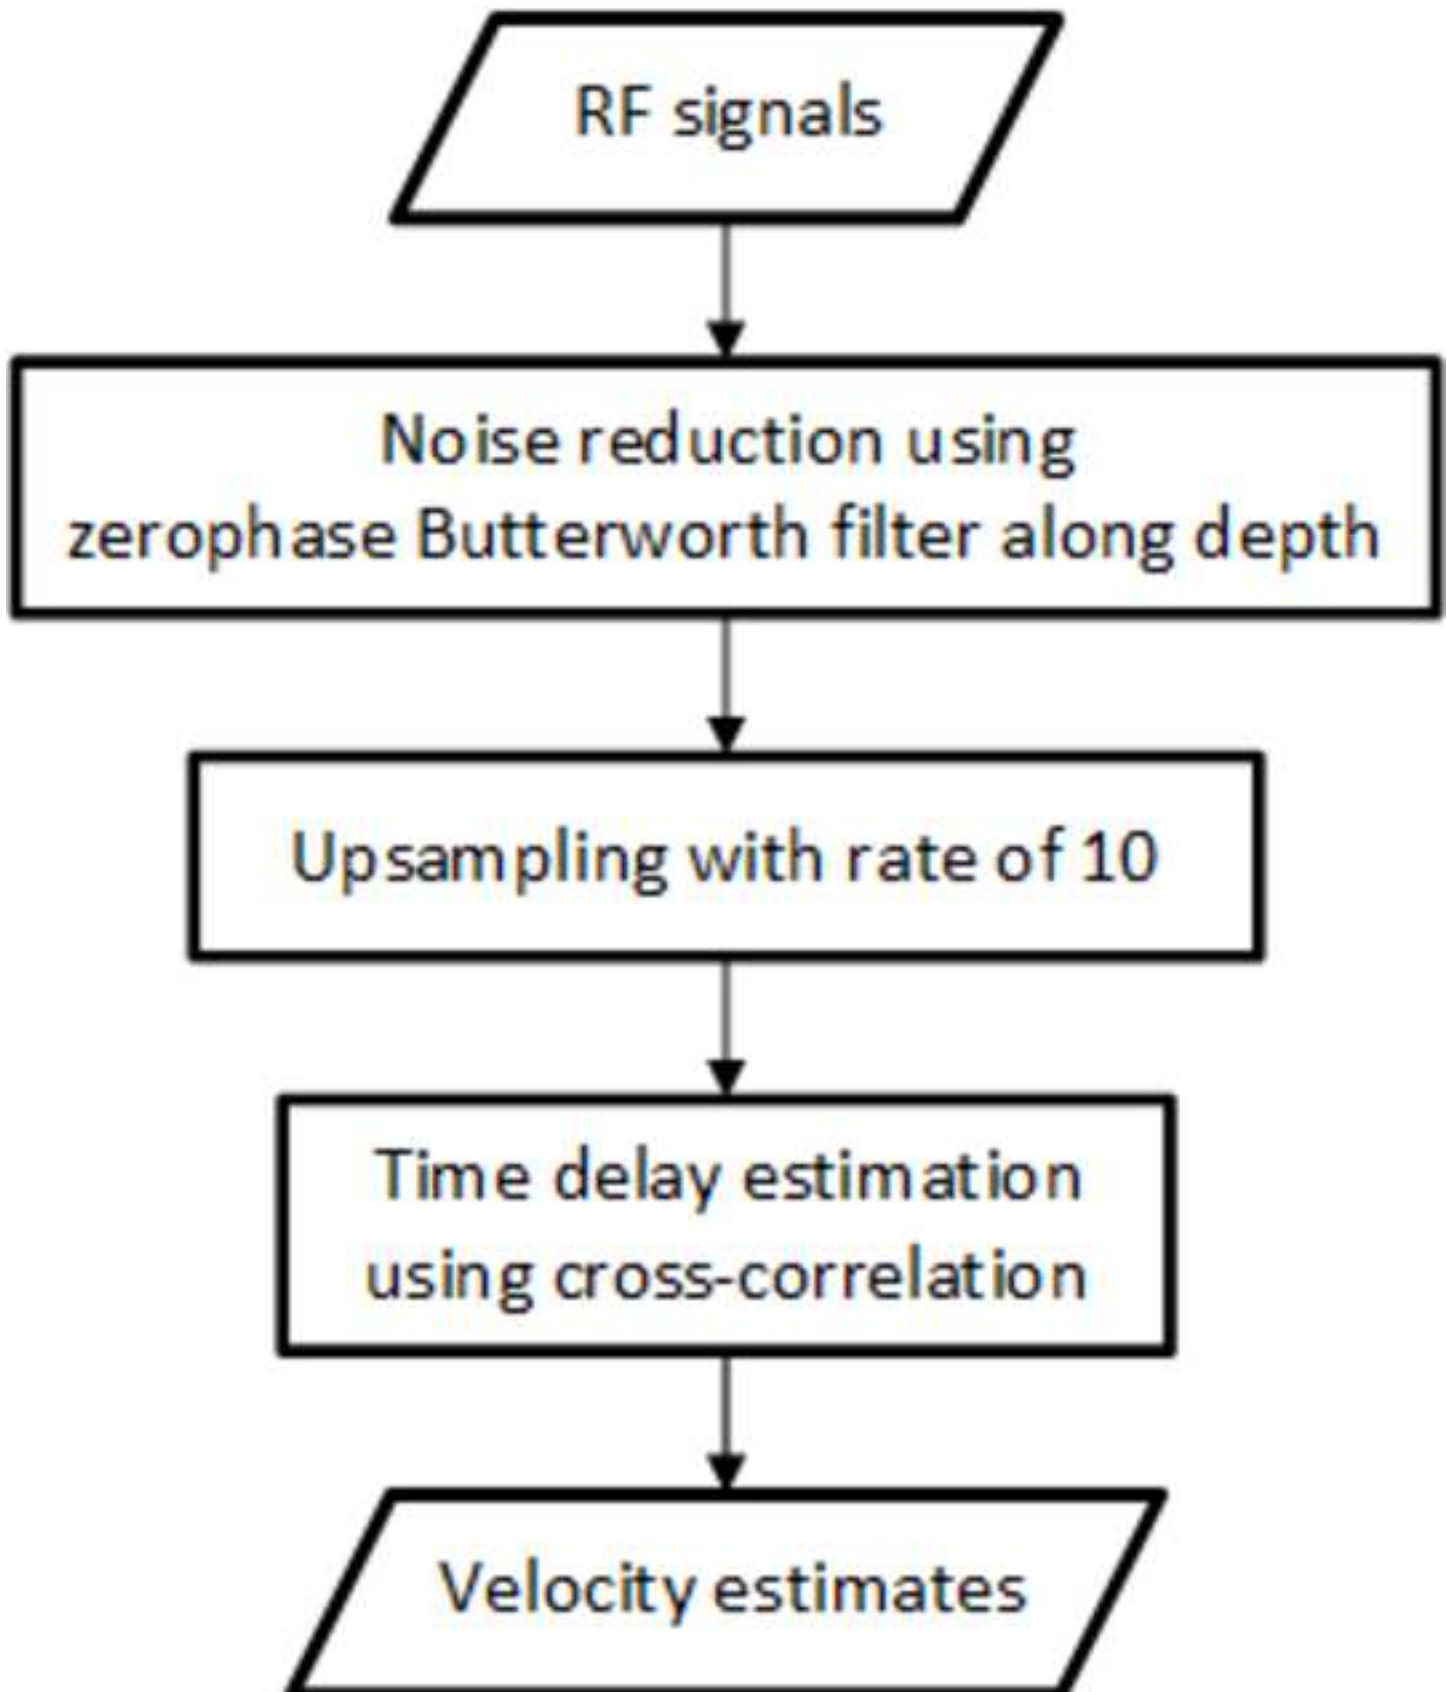 RF signals
Noise reduction using
zerophase Butterworth filter along depth
Upsampling with rate of 10
Time delay estimation
using cross-correlation
Velocity estimates